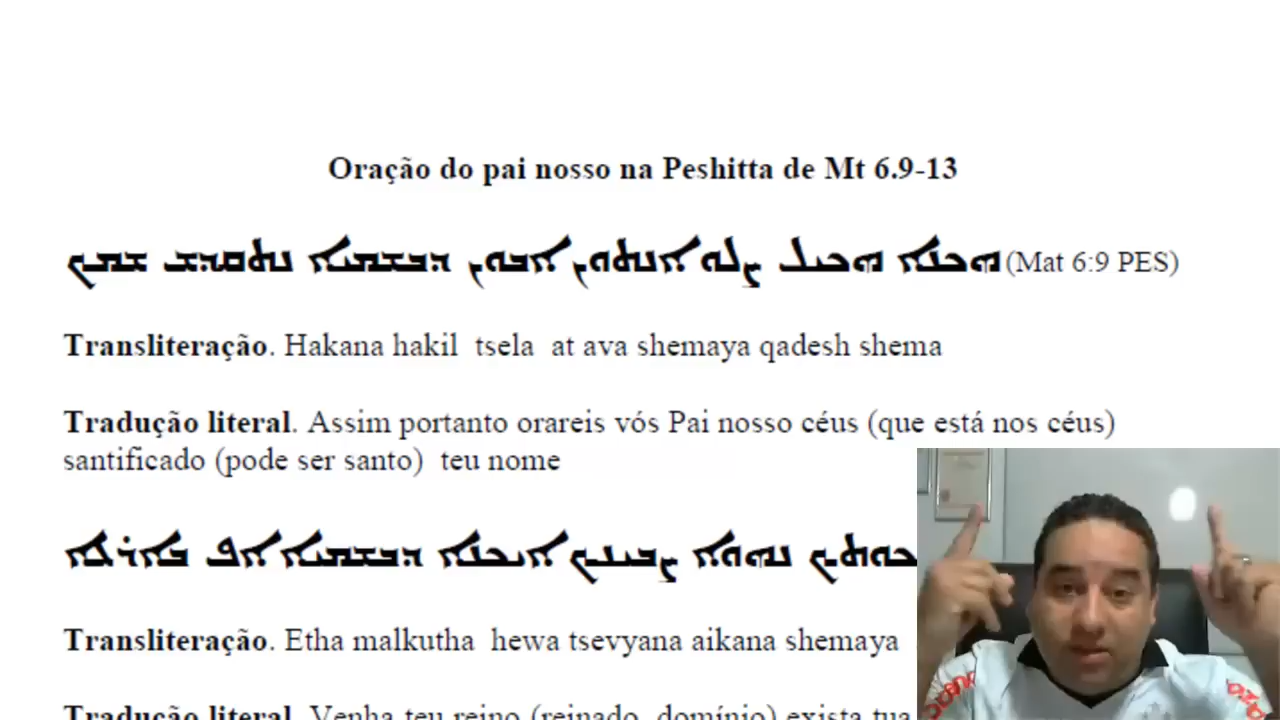 Oração do pai nosso na Peshitta de Mt 6.9-13
ܗܟܢܐ ܗܟܝܠ ܨܠܘ ܐܢܬܘܢ ܐܒܘܢ ܕܒܫܡܝܐ ܢܬܩܕܫ ܫܡܟ (Mat 6:9 PES)
Transliteração. Hakana hakil tsela at ava shemaya qadesh shema
Tradução literal. Assim portanto orareis vós Pai nosso céus (que está nos céus)
santificado (pode ser santo) teu nome
ܟܘܬܟ ܢܗܘܐ ܨܒܝܢܟ ܐܝܟܢܐ ܕܒܫܡܝܐ ܐܦ ܒܐܪܥܐ
Transliteração. Etha malkutha hewa tsevyana aikana shemaya
Tradução literal. Venha teu reino (reinado, domínio) exista tua